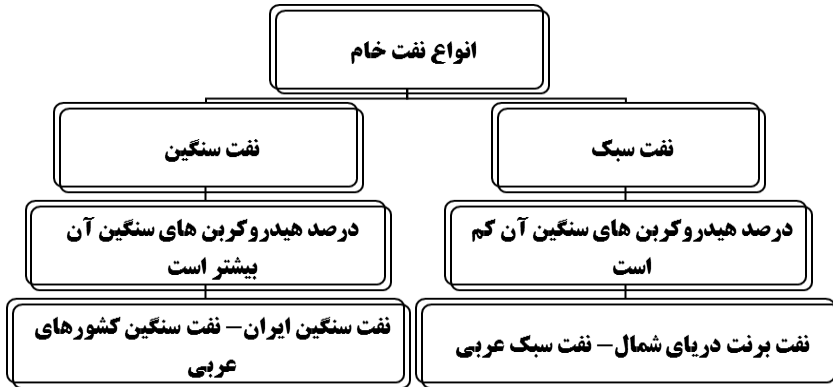 انواع نفت خام
نفت سبک
نفت سنگین
درصد هیدروکربن های سنگین آن کم
است
درصد هیدروکربن های سنگین آن
بیشتر است
نفت برنت دریای شمال– نفت سبک عربی
نفت سنگین ایران– نفت سنگین کشورهای
عربی